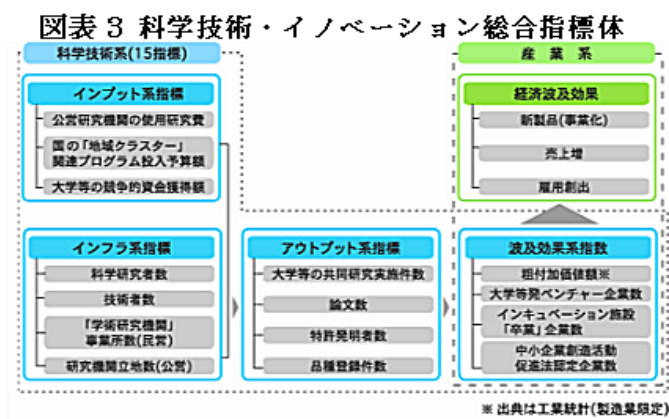 図表3 科学技術・イノベーション総合指標体
科学技術系(15指標)
インプット系指標
公営研究機関の使用研究費
国の「地域クラスター」
関連プログラム投入予算額
大学等の競争的資金獲得額
インフラ系指標
科学研究者数
技術者数
「学術研究機関」
事業所数(民営)
研究機関立地数(公営)
アウトプット系指標
大学等の共同研究実施件数
論文数
特許発明者数
品種登録件数
産業系
経済波及効果
新製品(事業化)
売上増
雇用創出
波及効果系指数
粗付加価値額※
大学等発ベンチャー企業数
インキュベーション施設
「卒業」企業数
中小企業創造活動
促進法認定企業数
※ 出典は工業統計(製造業限定)